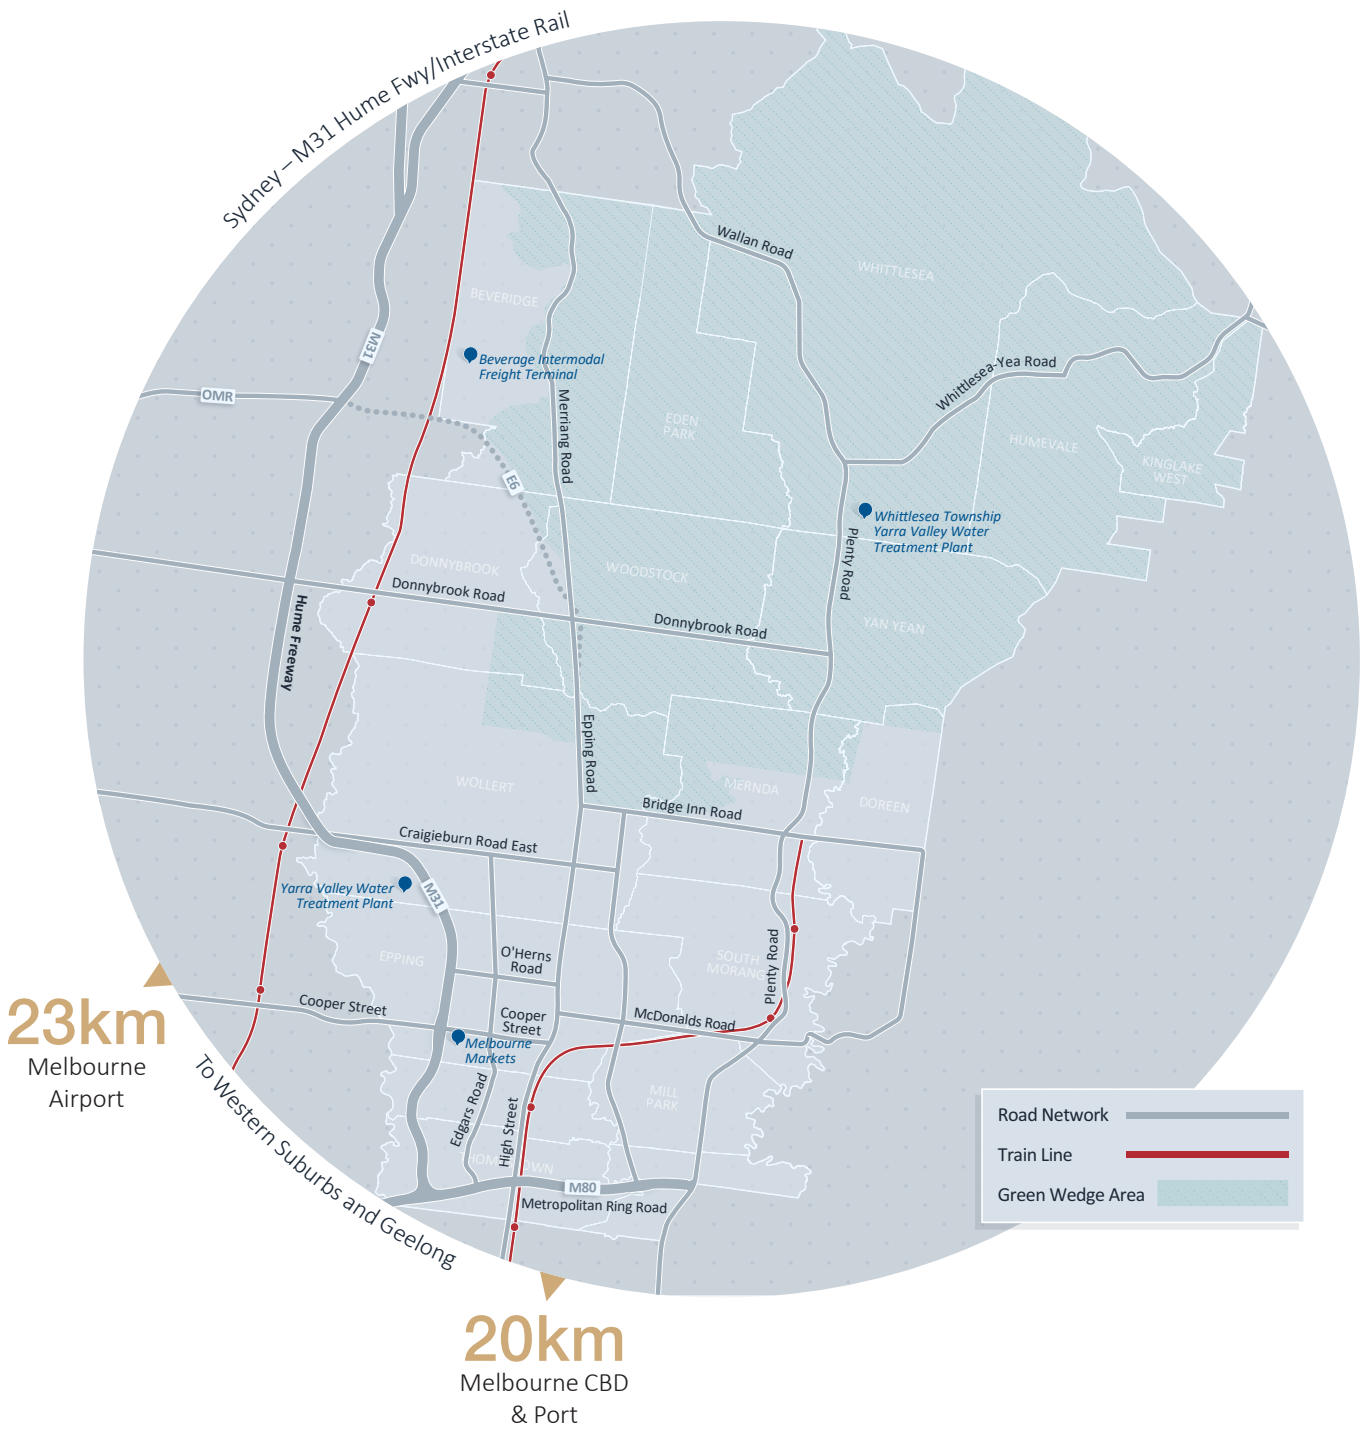 Sydney – M31 Hume Fwy/Interstate Rail
Wallan Road
WHITTLESEA
BEVERIDGE
M31
Beverage Intermodal
Freight Terminal
Whittlesea-Yea Road
OMR
Merriang Road
EDEN
PARK
HUMEVALE
KINGLAKE
WEST
E6
Whittlesea Township
Yarra Valley Water
Treatment Plant
Plenty Road
DONNYBROOK
WOODSTOCK
Donnybrook Road
Donnybrook Road
YAN YEAN
Hume Freeway
Epping Road
WOLLERT
MERNDA
DOREEN
Bridge Inn Road
Craigieburn Road East
Yarra Valley Water
Treatment Plant
M31
EPPING
O'Herns
Road
SOUTH
MORANG
Plenty Road
Cooper Street
Cooper
Street
McDonalds Road
Melbourne
Markets
23km
Melbourne
Airport
To Western Suburbs and Geelong
Edgars Road
High Street
MILL
PARK
M80
Metropolitan Ring Road
Road Network
Train Line
Green Wedge Area
20km
Melbourne CBD
& Port